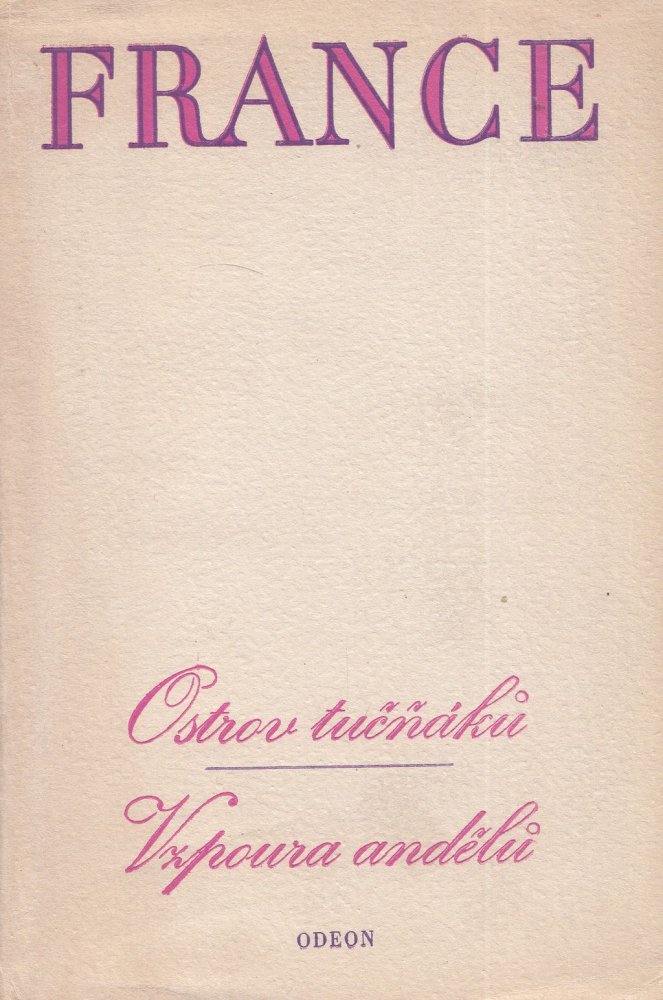 FRANCE
Ostrov tučňáků
Vzpoura andělů
ODEON